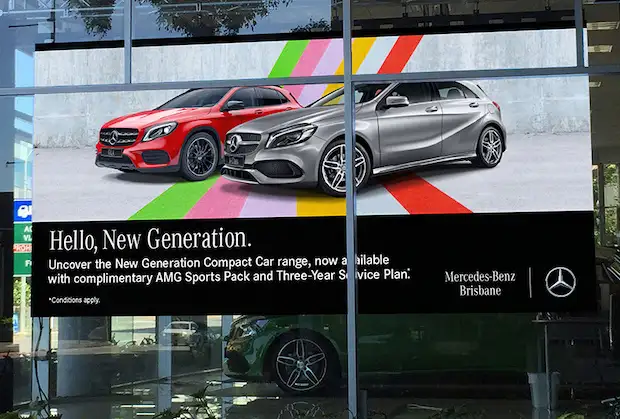 Hello, New Generation.
Uncover the New Generation Compact Car range, now available
with complimentary AMG Sports Pack and Three-Year Service Plan.*
*Conditions apply.
Mercedes-Benz
Brisbane